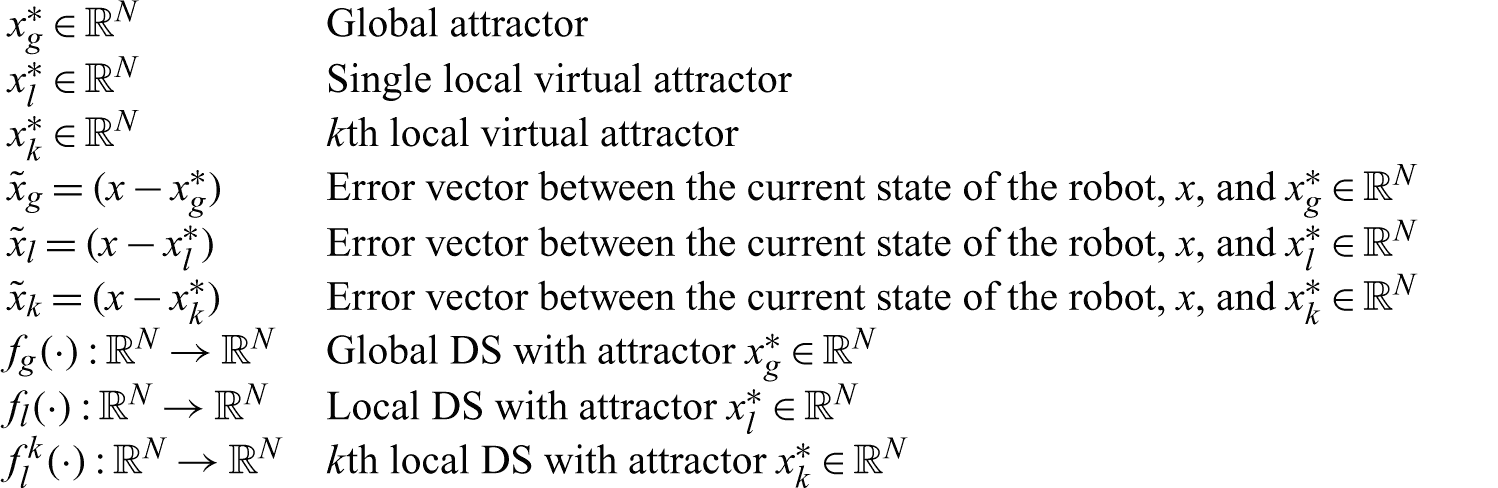 x_g^* ∈ ℝ^N Global attractor
x_l^* ∈ ℝ^N Single local virtual attractor
x_k^* ∈ ℝ^N kth local virtual attractor
x̃_g = (x − x_g^*) Error vector between the current state of the robot, x, and x_g^* ∈ ℝ^N
x̃_l = (x − x_l^*) Error vector between the current state of the robot, x, and x_l^* ∈ ℝ^N
x̃_k = (x − x_k^*) Error vector between the current state of the robot, x, and x_k^* ∈ ℝ^N
f_g(·) : ℝ^N → ℝ^N Global DS with attractor x_g^* ∈ ℝ^N
f_l(·) : ℝ^N → ℝ^N Local DS with attractor x_l^* ∈ ℝ^N
f_l^k(·) : ℝ^N → ℝ^N kth local DS with attractor x_k^* ∈ ℝ^N